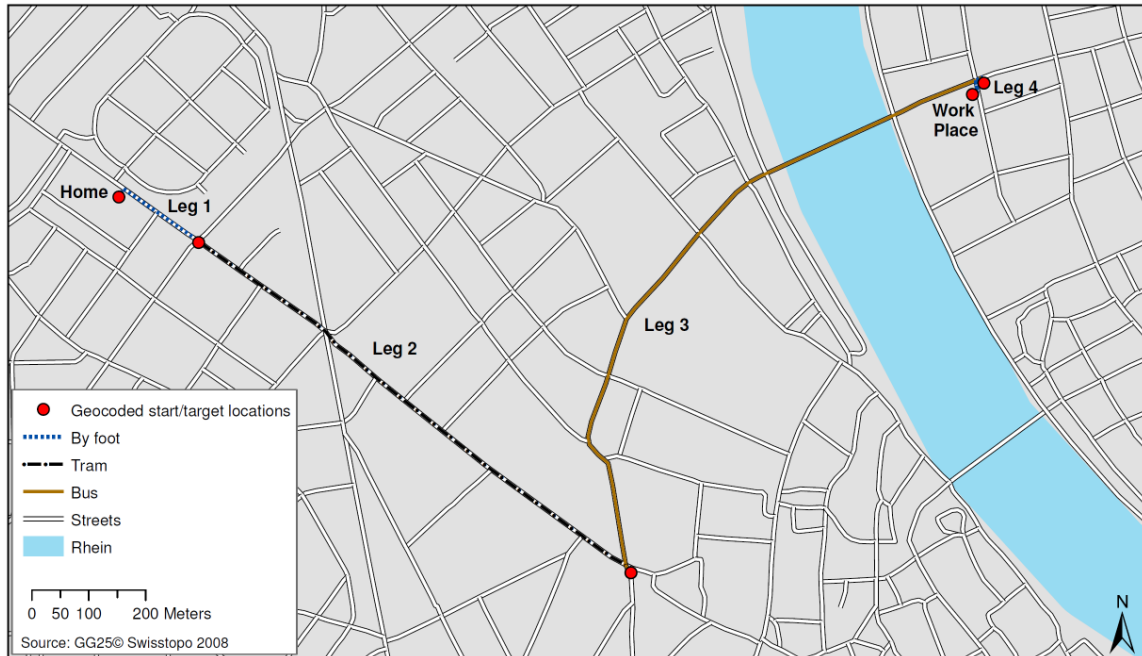 Leg 4
Work
Place
Home
Leg 1
Leg 3
Leg 2
Geocoded start/target locations
By foot
Tram
Bus
Streets
Rhein
0 50 100 200 Meters
Source: GG25© Swisstopo 2008
N